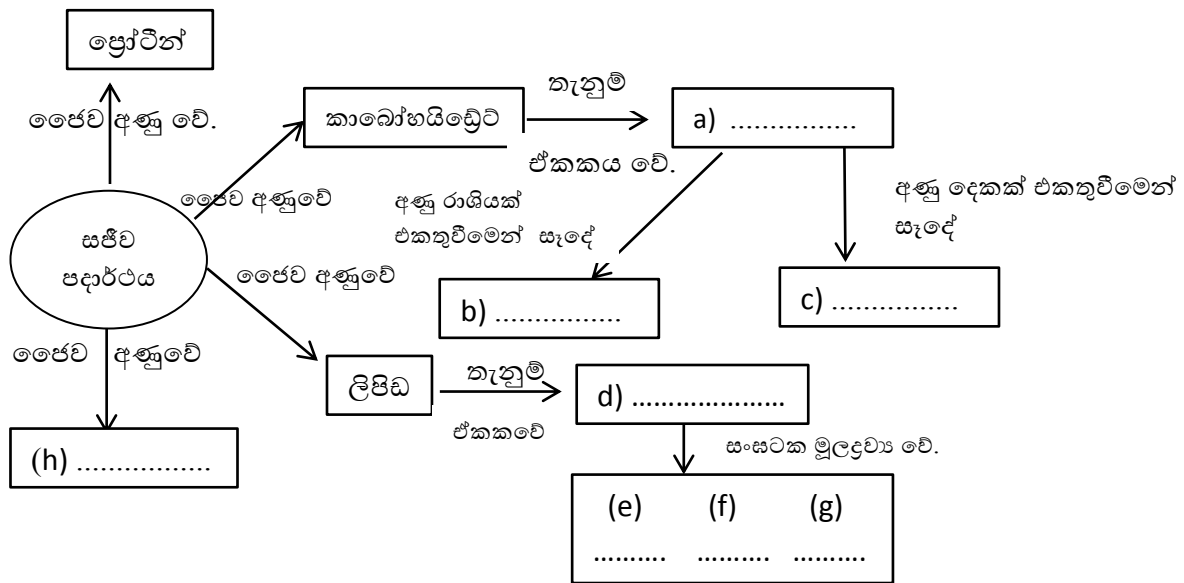 ප්‍රෝටීන්
ජෛව අණු වේ.
කාබෝහයිඩ්‍රේට්
තැනුම්
ඒකකය වේ.
a) ................
ජෛව අණුවේ
අණු රාශියක්
එකතුවීමෙන් සෑදේ
අණු දෙකක් එකතුවීමෙන්
සෑදේ
සජීව
පදාර්ථය
ජෛව අණුවේ
b) ................
c) ................
ජෛව අණුවේ
ලිපිඩ
තැනුම්
ඒකකවේ
d) .....................
(h) .................
සංඝටක මූලද්‍රව්‍ය වේ.
(e) (f) (g)
.......... .......... ..........